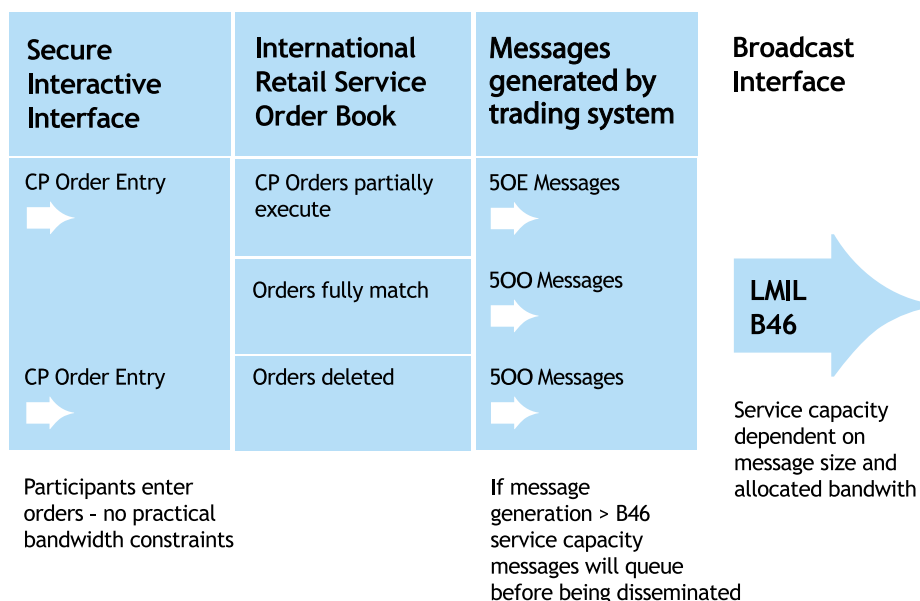 Secure
Interactive
Interface
International
Retail Service
Order Book
Messages
generated by
trading system
Broadcast
Interface
CP Order Entry
CP Orders partially
execute
5OE Messages
Orders fully match
5OO Messages
LMIL
B46
CP Order Entry
Orders deleted
5OO Messages
Service capacity
dependent on
message size and
allocated bandwith
Participants enter
orders - no practical
bandwidth constraints
If message
generation > B46
service capacity
messages will queue
before being disseminated